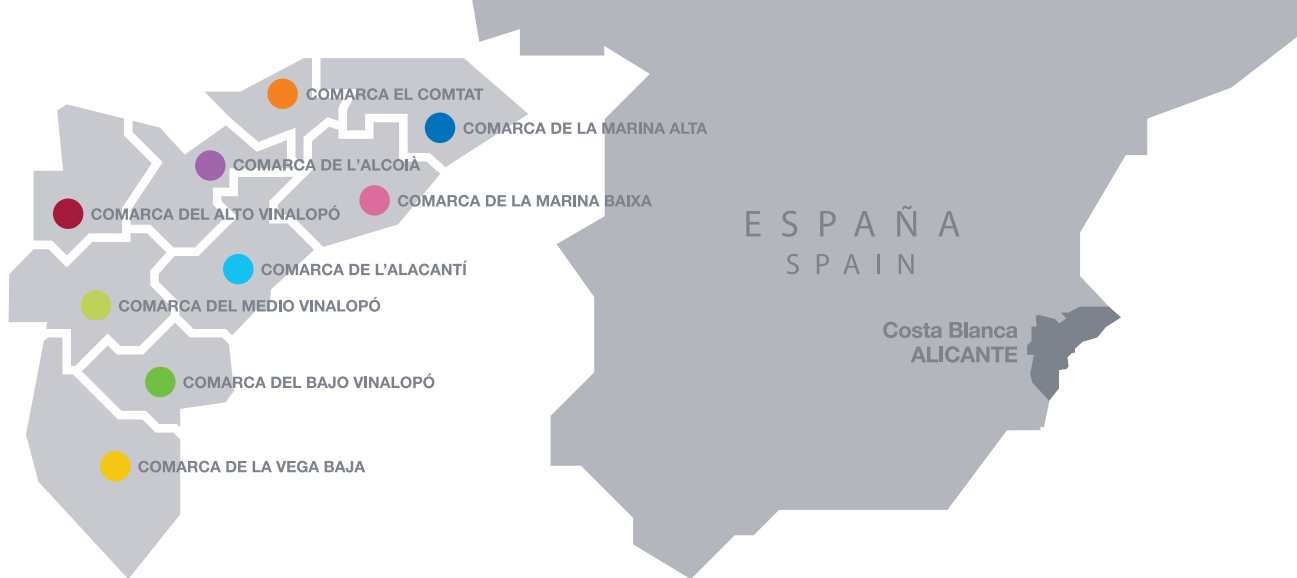 COMARCA EL COMTAT
COMARCA DE LA MARINA ALTA
COMARCA DE L'ALCOIÀ
COMARCA DE LA MARINA BAIXA
COMARCA DEL ALTO VINALOPÓ
COMARCA DE L'ALACANTÍ
COMARCA DEL MEDIO VINALOPÓ
COMARCA DEL BAJO VINALOPÓ
COMARCA DE LA VEGA BAJA
ESPAÑA
SPAIN
Costa Blanca
ALICANTE